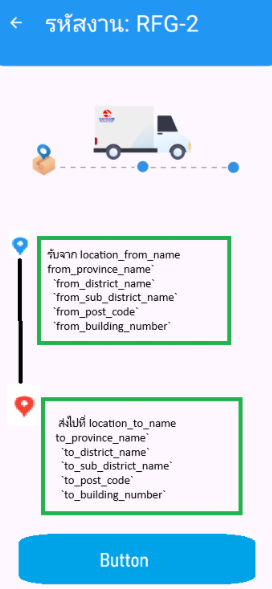 รหัสงาน: RFG-2
รับจาก location_from_name
from_province_name`
`from_district_name`
`from_sub_district_name`
`from_post_code`
`from_building_number`
ส่งไปที่ location_to_name
to_province_name`
`to_district_name`
`to_sub_district_name`
`to_post_code`
`to_building_number`
Button